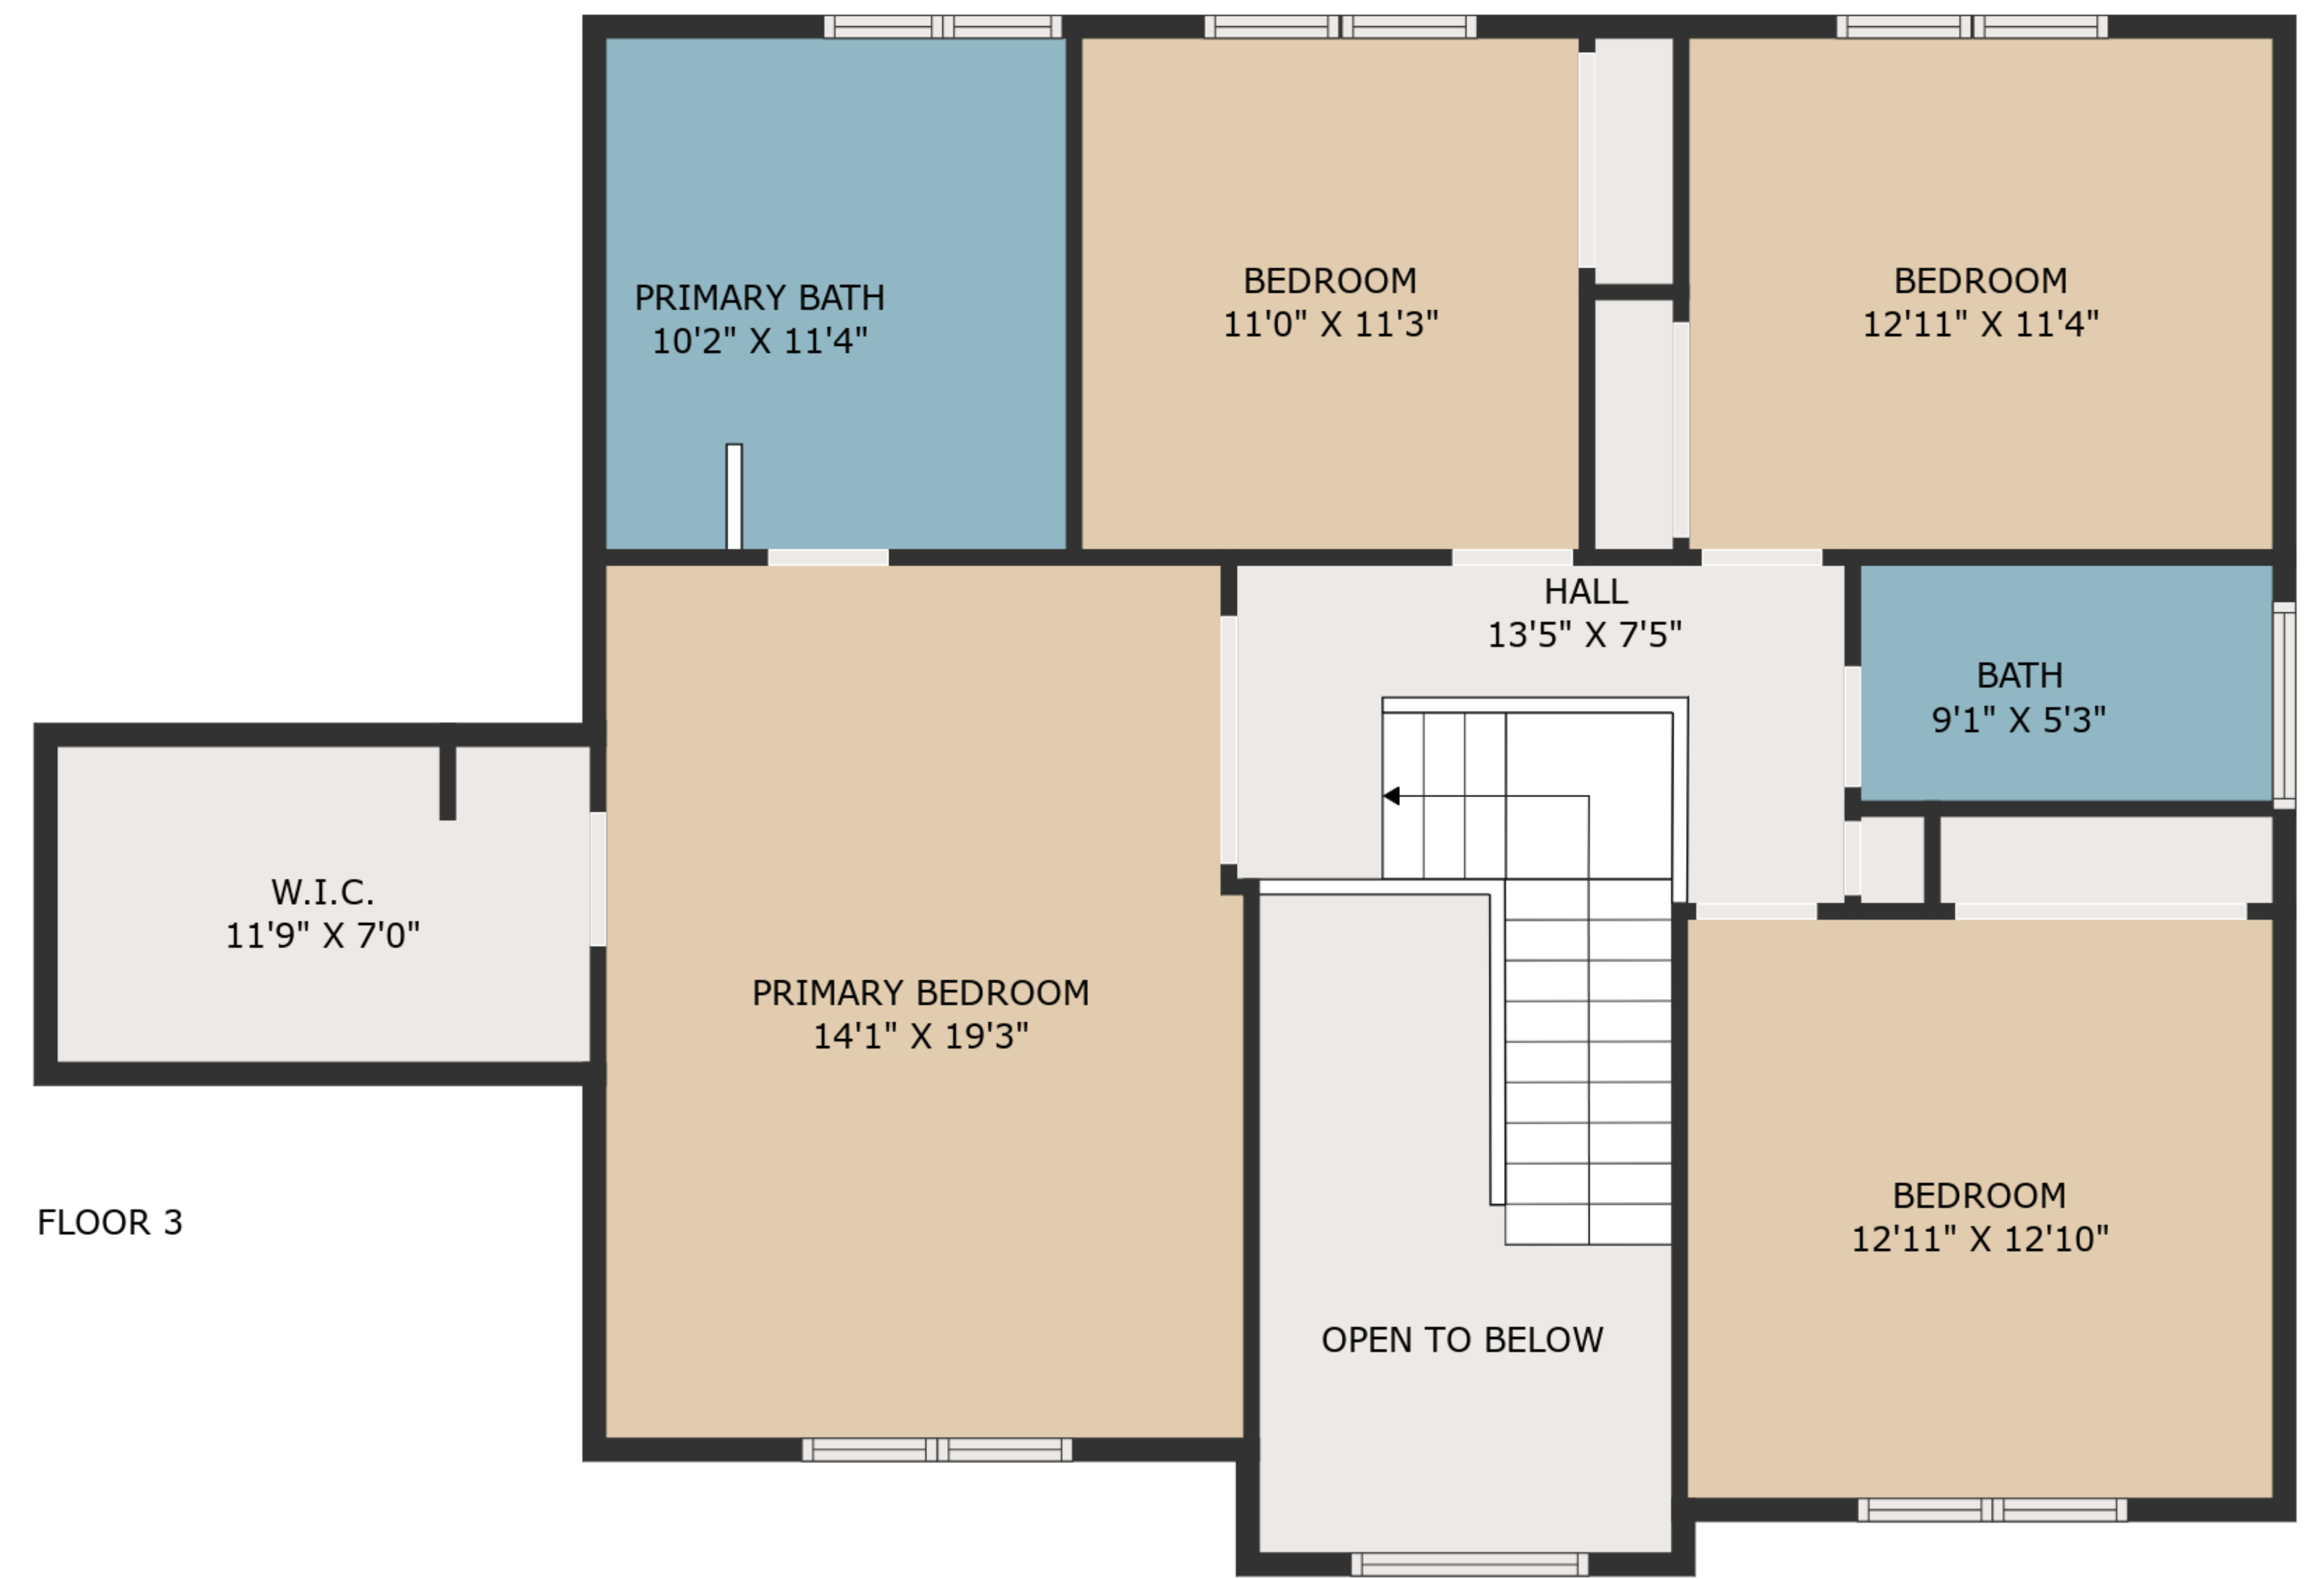 PRIMARY BATH
10'2" X 11'4"
BEDROOM
11'0" X 11'3"
BEDROOM
12'11" X 11'4"
HALL
13'5" X 7'5"
BATH
9'1" X 5'3"
W.I.C.
11'9" X 7'0"
PRIMARY BEDROOM
14'1" X 19'3"
BEDROOM
12'11" X 12'10"
FLOOR 3
OPEN TO BELOW